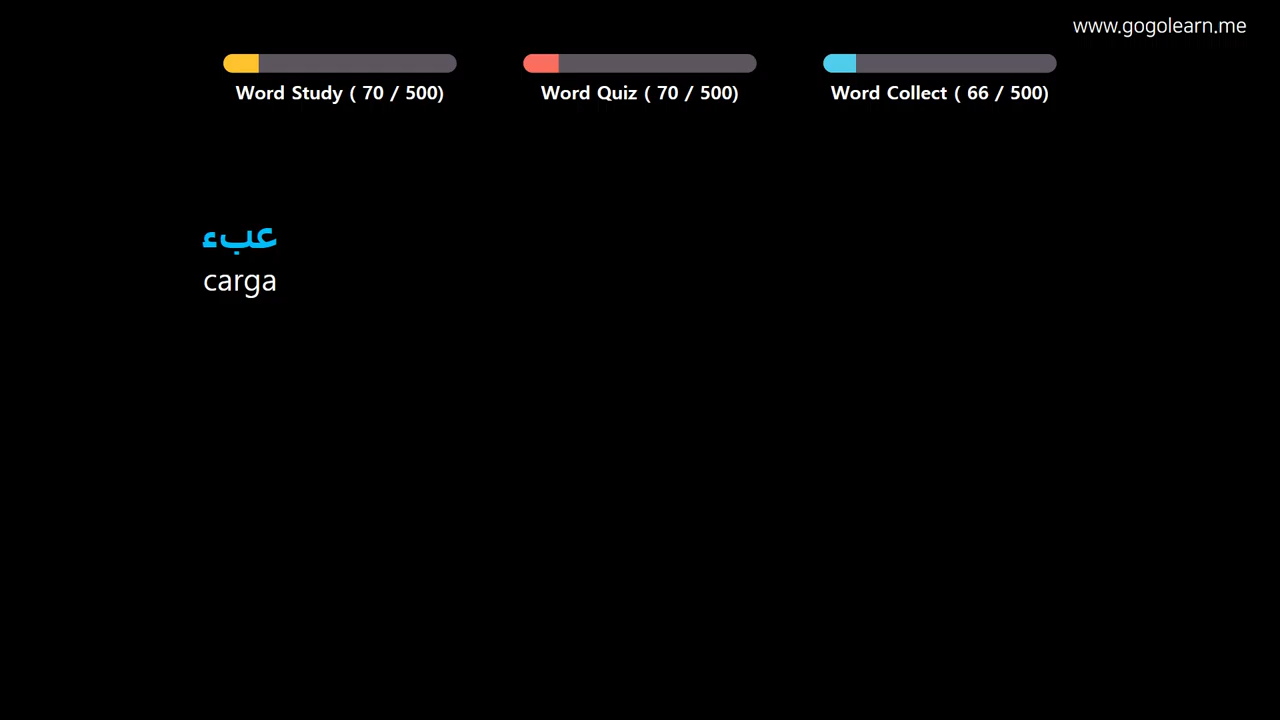 www.gogolearn.me
Word Study ( 70 / 500)
Word Quiz ( 70 / 500)
Word Collect ( 66 / 500)
عبء
carga